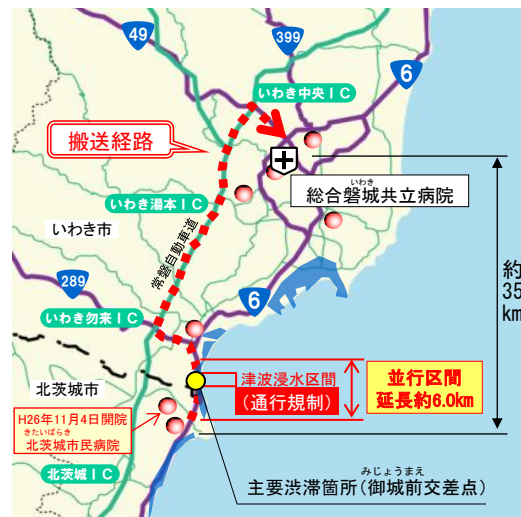 49
399
6
いわき中央IC
搬送経路
いわき
総合磐城共立病院
いわき湯本IC
いわき市
常磐自動車道
約
35
km
289
6
いわき勿来IC
津波浸水区間
(通行規制)
並行区間
延長約6.0km
北茨城市
H26年11月4日開院
きたいばらき
北茨城市民病院
北茨城IC
みじょうまえ
主要渋滞箇所(御城前交差点)